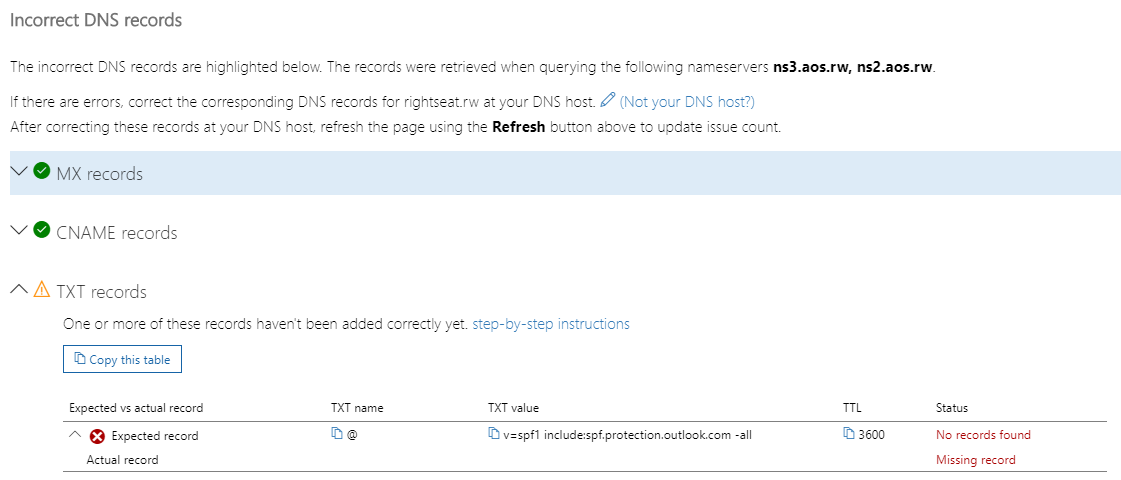 Incorrect DNS records
The incorrect DNS records are highlighted below. The records were retrieved when querying the following nameservers ns3.aos.rw, ns2.aos.rw.
If there are errors, correct the corresponding DNS records for rightseat.rw at your DNS host. (Not your DNS host?)
After correcting these records at your DNS host, refresh the page using the Refresh button above to update issue count.
MX records
CNAME records
TXT records
One or more of these records haven't been added correctly yet. step-by-step instructions
Copy this table
Expected vs actual record TXT name TXT value TTL Status
Expected record @ v=spf1 include:spf.protection.outlook.com -all 3600 No records found
Actual record Missing record